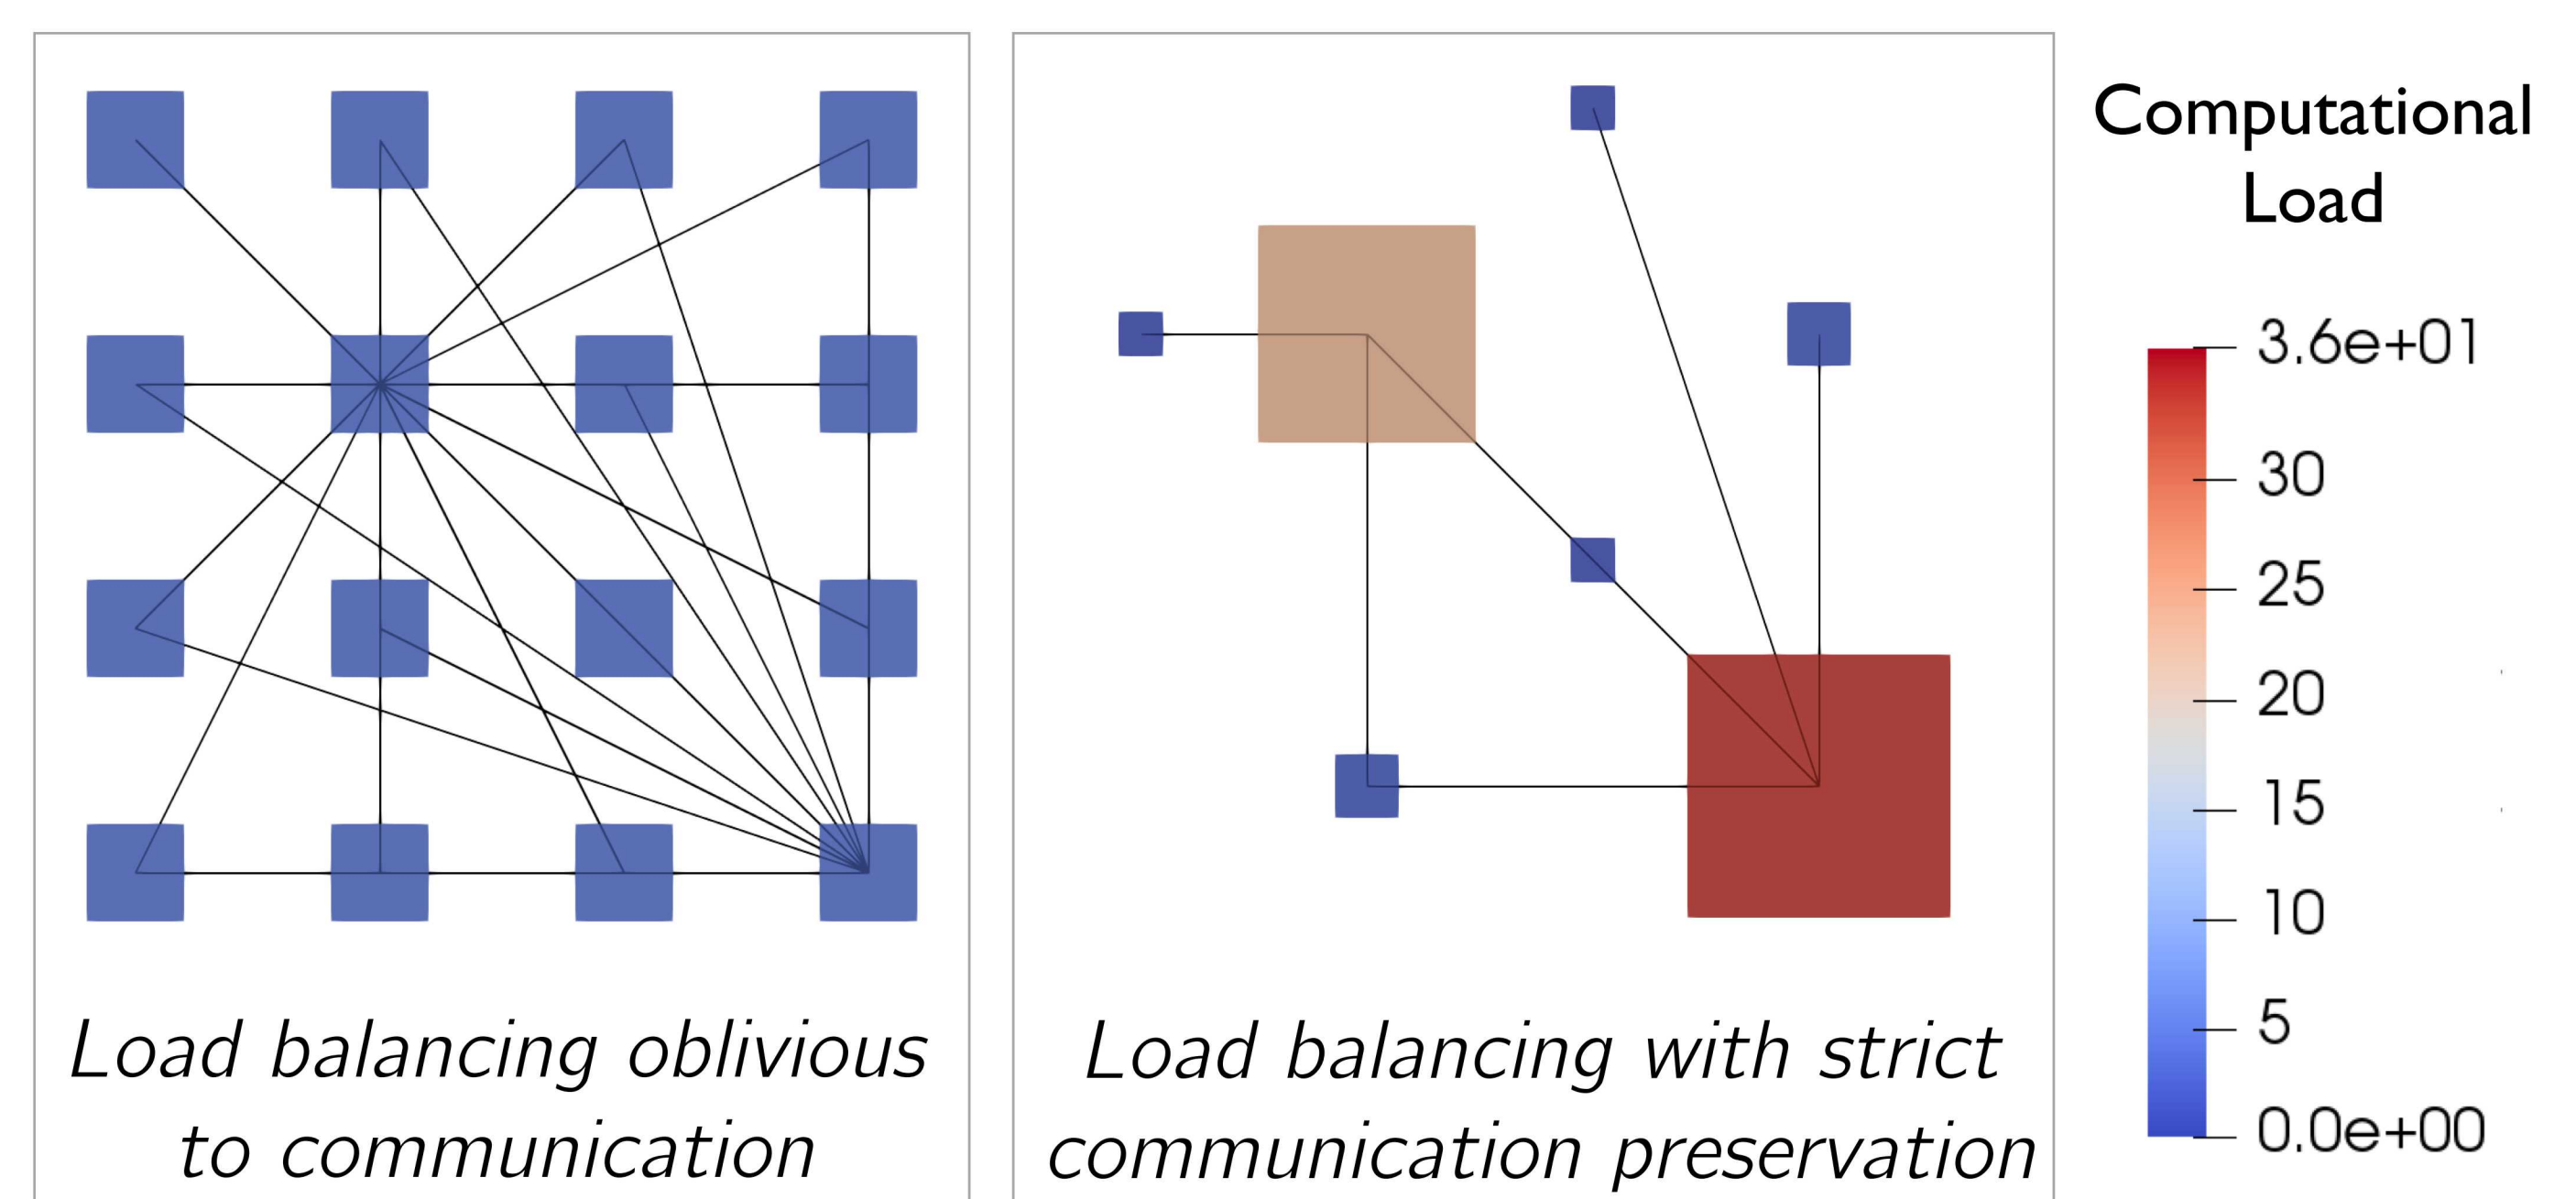 Load balancing oblivious
to communication
Load balancing with strict
communication preservation
Computational
Load
3.6e+01
30
25
20
15
10
5
0.0e+00